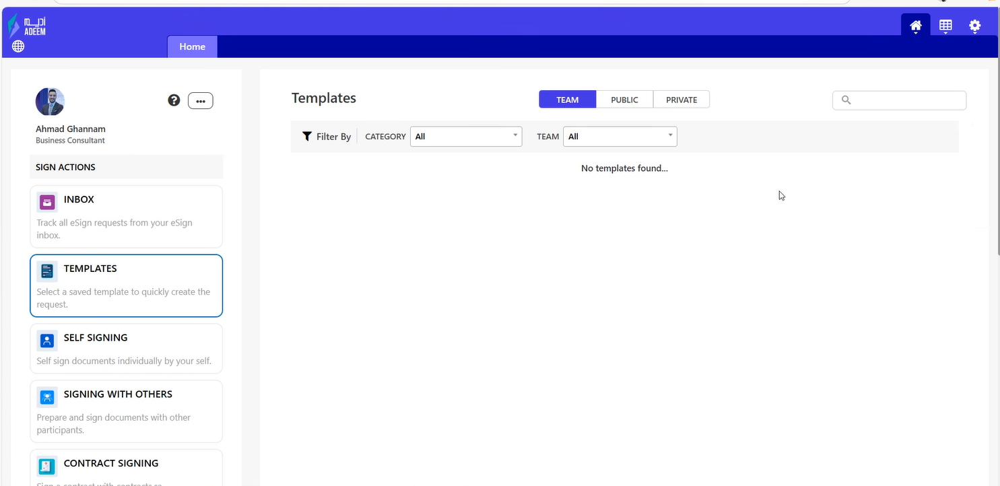 اديم
ADEEM
Home
Ahmad Ghannam
Business Consultant
SIGN ACTIONS
INBOX
Track all eSign requests from your eSign
inbox.
TEMPLATES
Select a saved template to quickly create the
request.
SELF SIGNING
Self sign documents individually by your self.
SIGNING WITH OTHERS
Prepare and sign documents with other
participants.
CONTRACT SIGNING
Templates
TEAM
PUBLIC
PRIVATE
Filter By
CATEGORY
All
TEAM
All
No templates found...